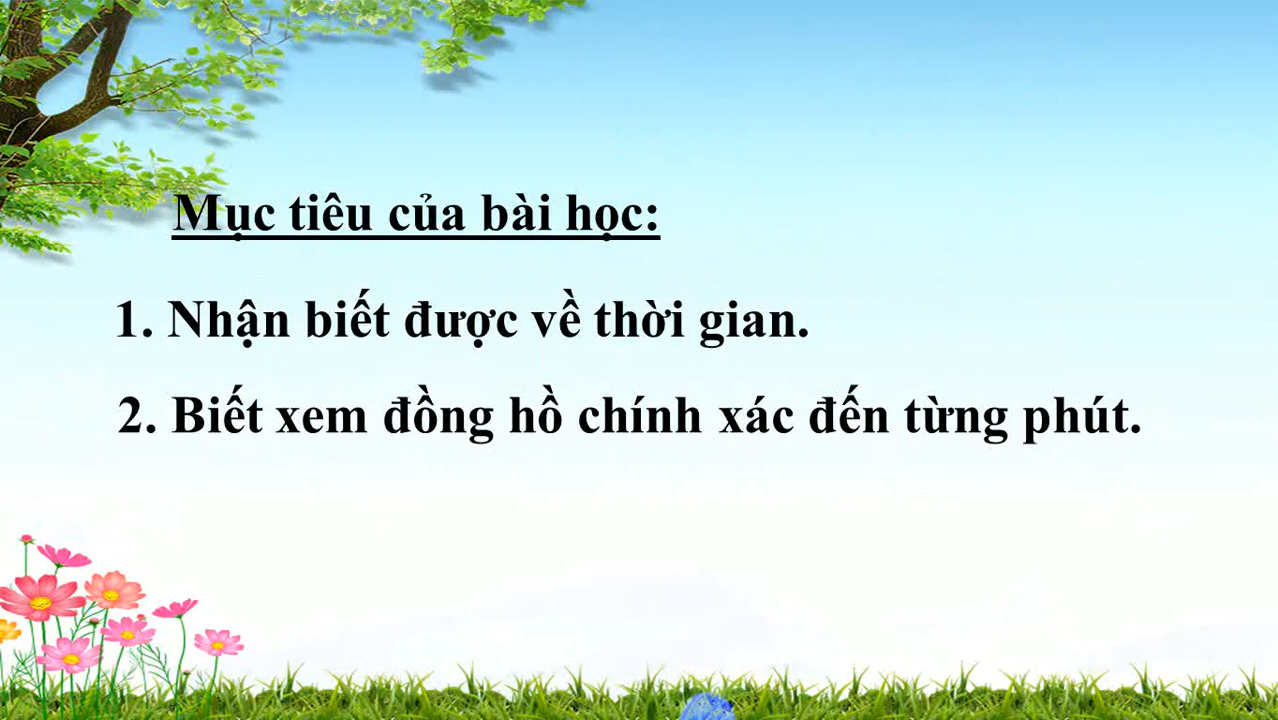 Mục tiêu của bài học:
1. Nhận biết được về thời gian.
2. Biết xem đồng hồ chính xác đến từng phút.